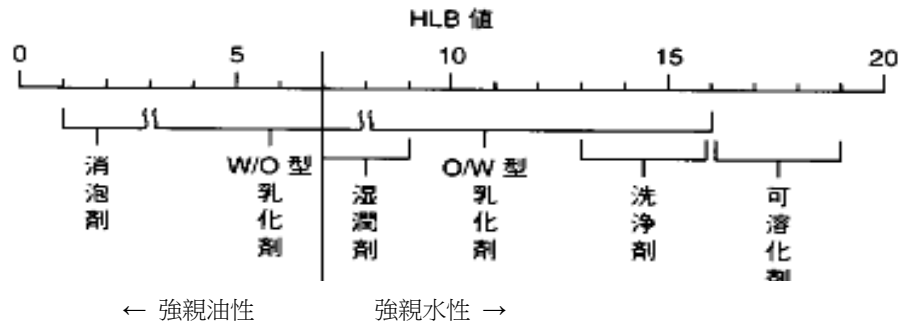 HLB 値
0 5 10 15 20
消泡剤
W/O 型乳化剤
湿潤剤
O/W 型乳化剤
洗浄剤
可溶化剤
← 強親油性 強親水性 →